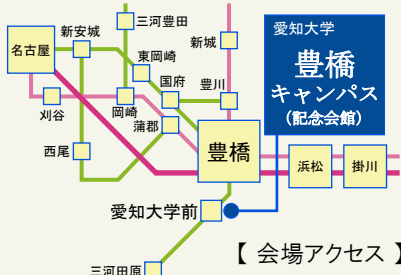 三河豊田
新安城
新城
愛知大学
名古屋
東岡崎
豊橋
国府
豊川
キャンパス
刈谷
岡崎
(記念会館)
蒲郡
西尾
豊橋
浜松
掛川
愛知大学前
【 会場アクセス 】
三河田原